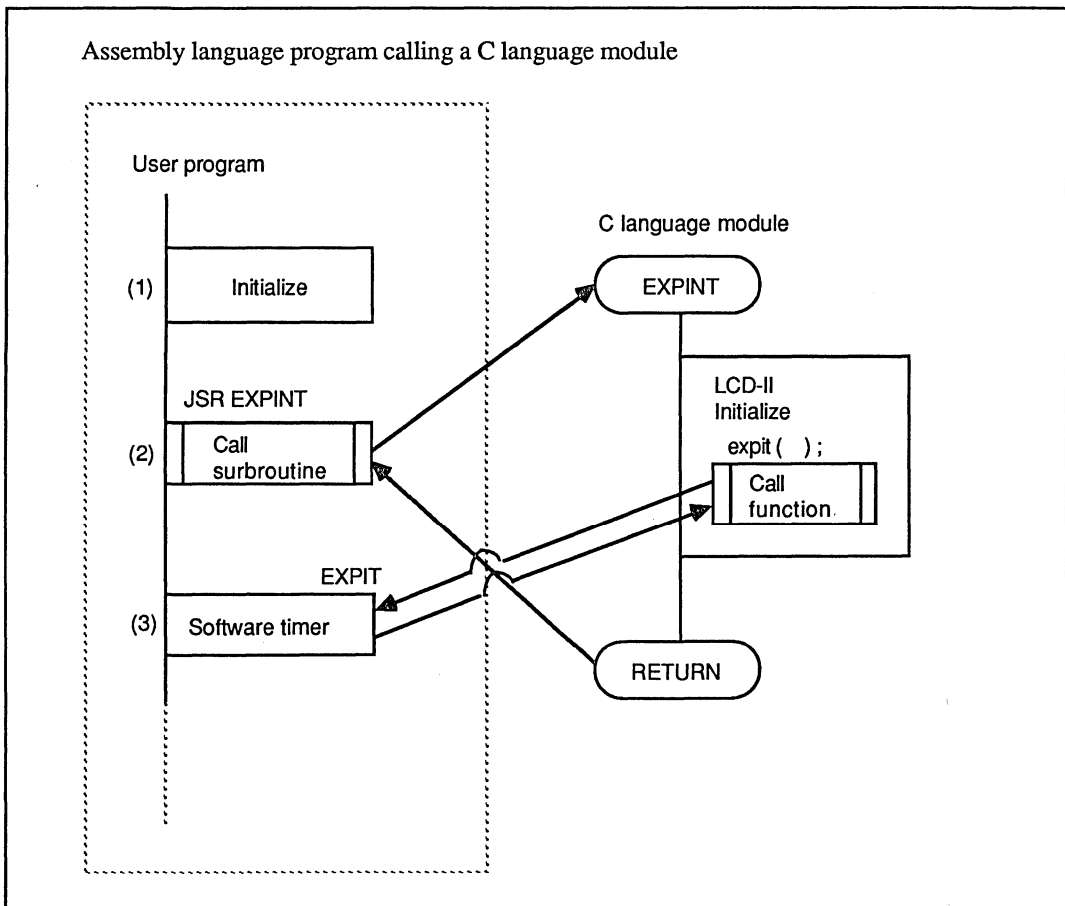 Assembly language program calling a C language module
User program
C language module
(1)
Initialize
EXPINT
JSR EXPINT
(2)
Call
surbroutine
LCD-II
Initialize
expit ( ) ;
Call
function
EXPIT
(3)
Software timer
RETURN